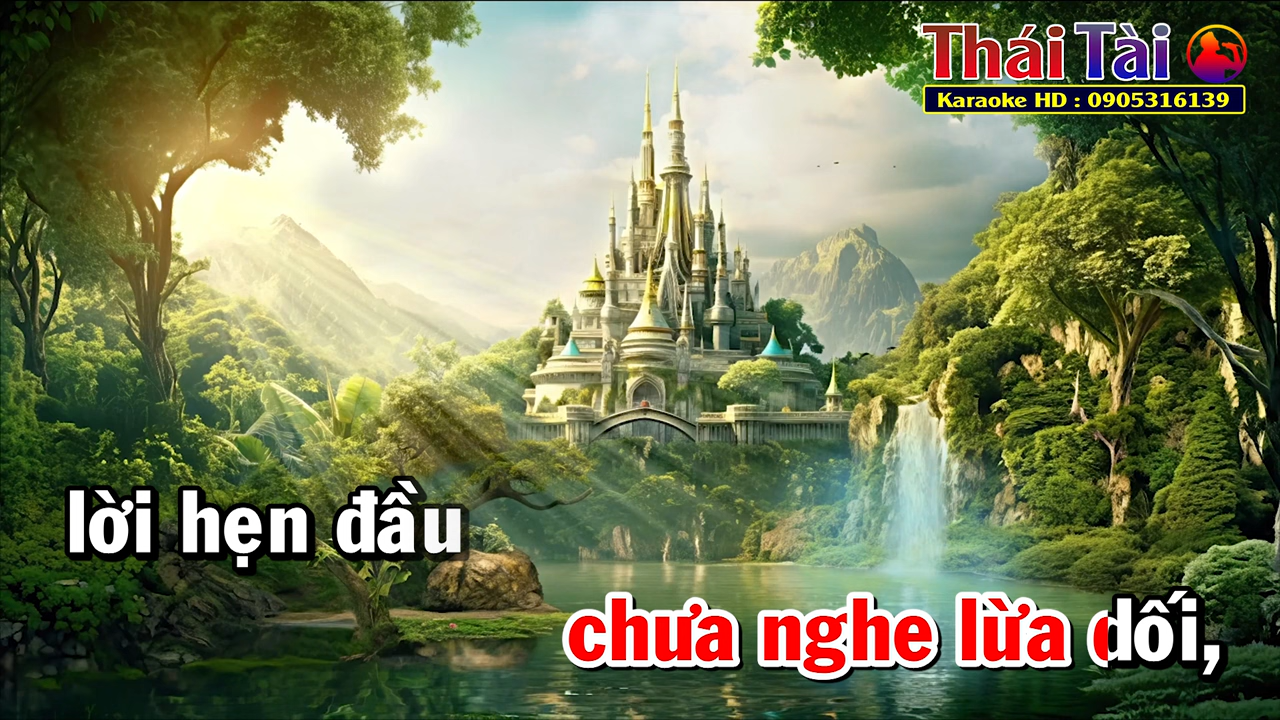 Thái Tài
Karaoke HD : 0905316139
lời hẹn đầu
chưa nghe lừa dối,